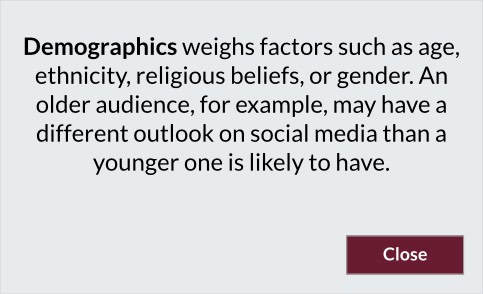 Demographics weighs factors such as age,
ethnicity, religious beliefs, or gender. An
older audience, for example, may have a
different outlook on social media than a
younger one is likely to have.
Close